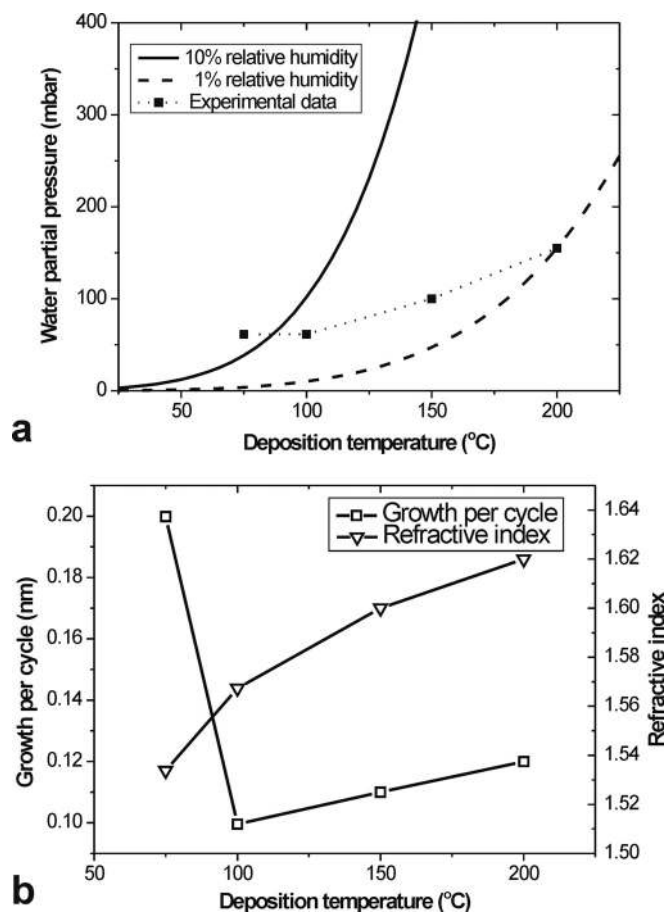 400
300
200
100
0
Water partial pressure (mbar)
10% relative humidity
1% relative humidity
Experimental data
50
100
150
200
Deposition temperature (°C)
a
0.20
0.18
0.16
0.14
0.12
0.10
Growth per cycle (nm)
Growth per cycle
Refractive index
1.64
1.62
1.60
1.58
1.56
1.54
1.52
1.50
Refractive index
50
100
150
200
Deposition temperature (°C)
b